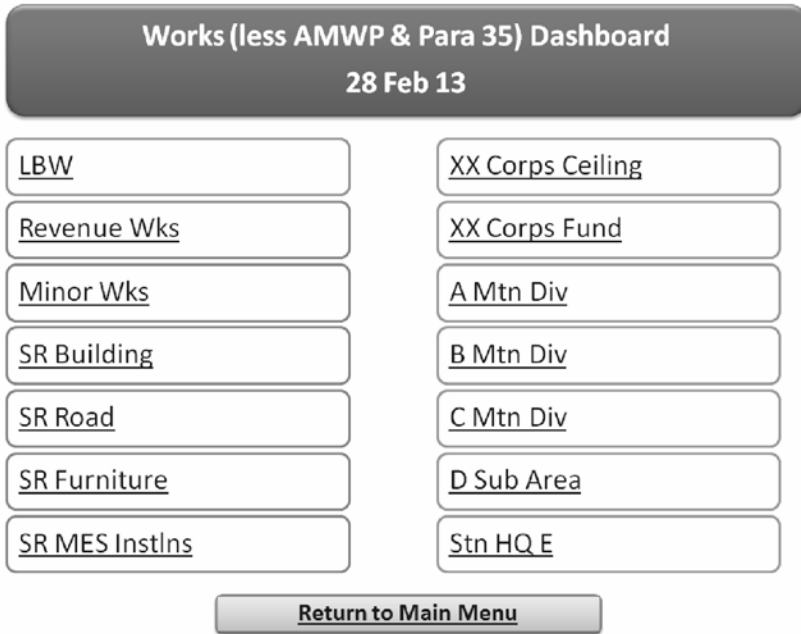 Works (less AMWP & Para 35) Dashboard
28 Feb 13
LBW
Revenue Wks
Minor Wks
SR Building
SR Road
SR Furniture
SR MES Instlns
XX Corps Ceiling
XX Corps Fund
A Mtn Div
B Mtn Div
C Mtn Div
D Sub Area
Stn HQ E
Return to Main Menu